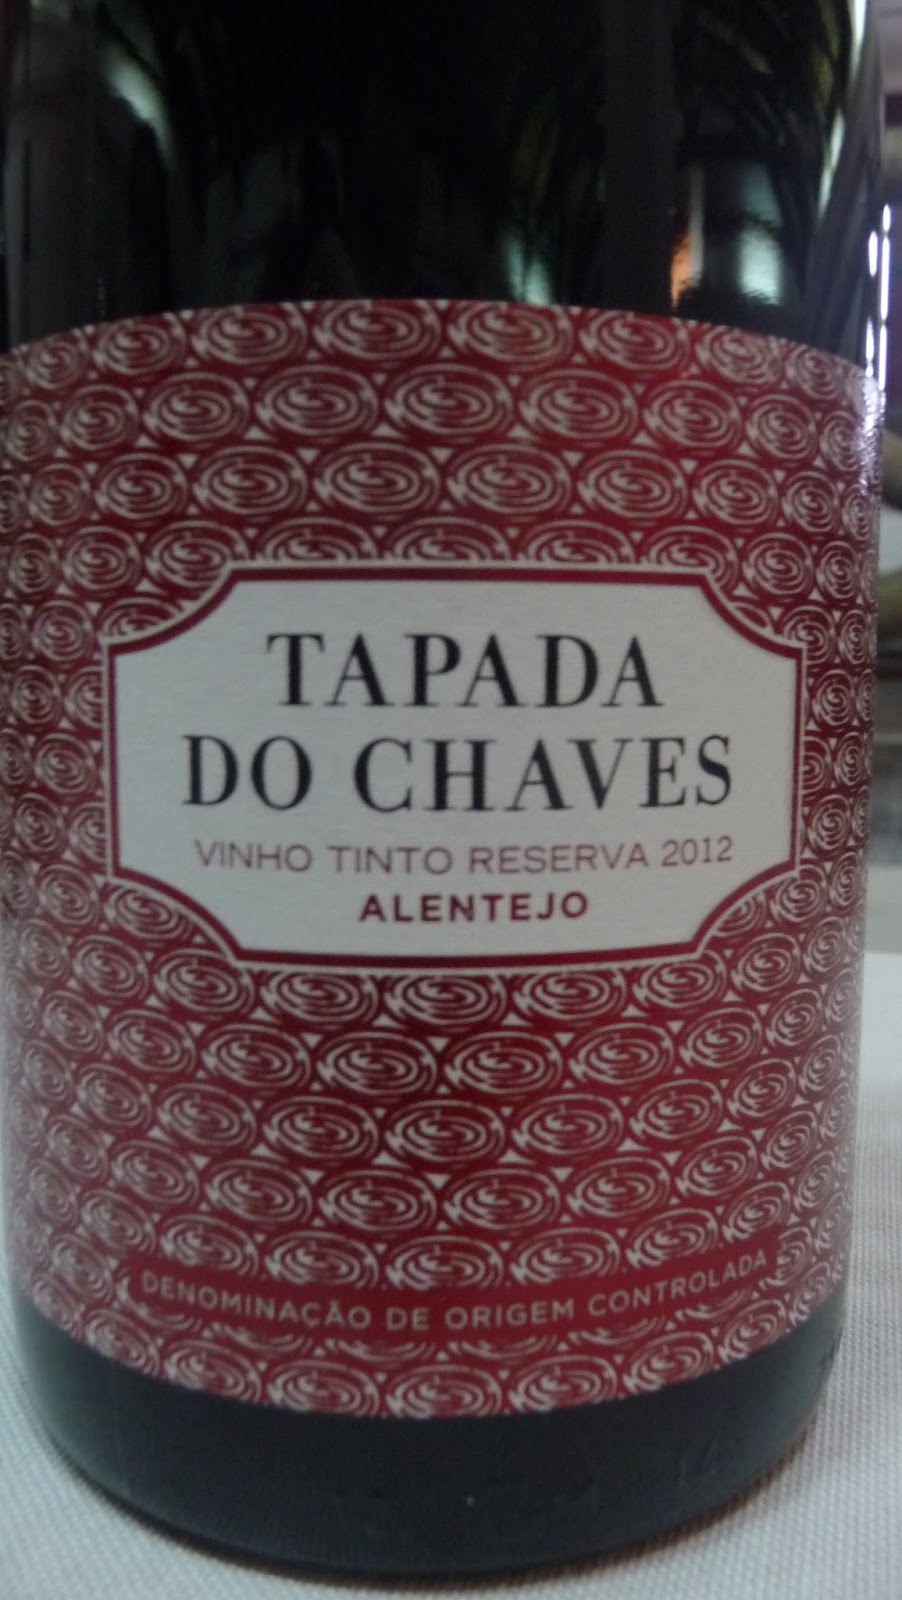 TAPADA
DO CHAVES
VINHO TINTO RESERVA 2012
ALENTEJO
DENOMINAÇÃO DE ORIGEM CONTROLADA